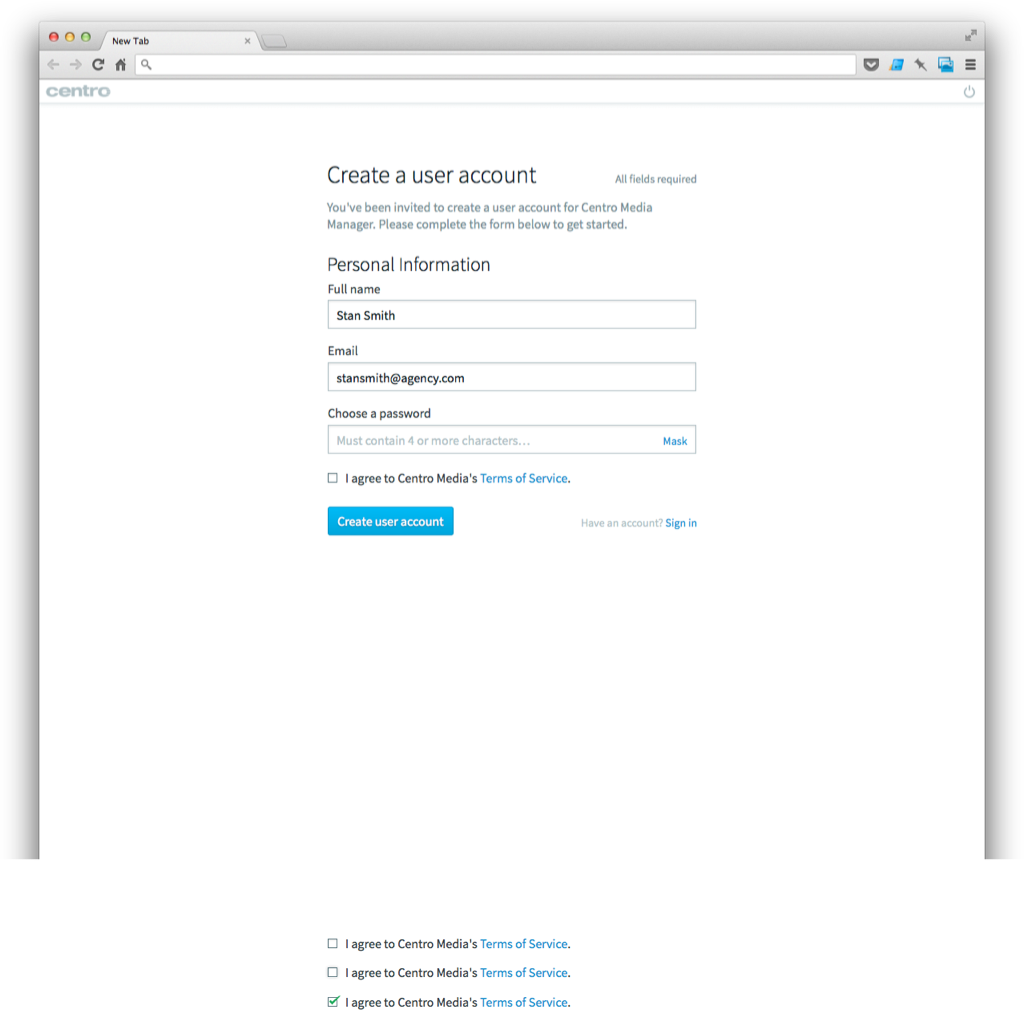 New Tab
centro
Create a user account
All fields required
You've been invited to create a user account for Centro Media
Manager. Please complete the form below to get started.
Personal Information
Full name
Stan Smith
Email
stansmith@agency.com
Choose a password
Must contain 4 or more characters...
Mask
I agree to Centro Media's Terms of Service.
Create user account
Have an account? Sign in
I agree to Centro Media's Terms of Service.
I agree to Centro Media's Terms of Service.
I agree to Centro Media's Terms of Service.